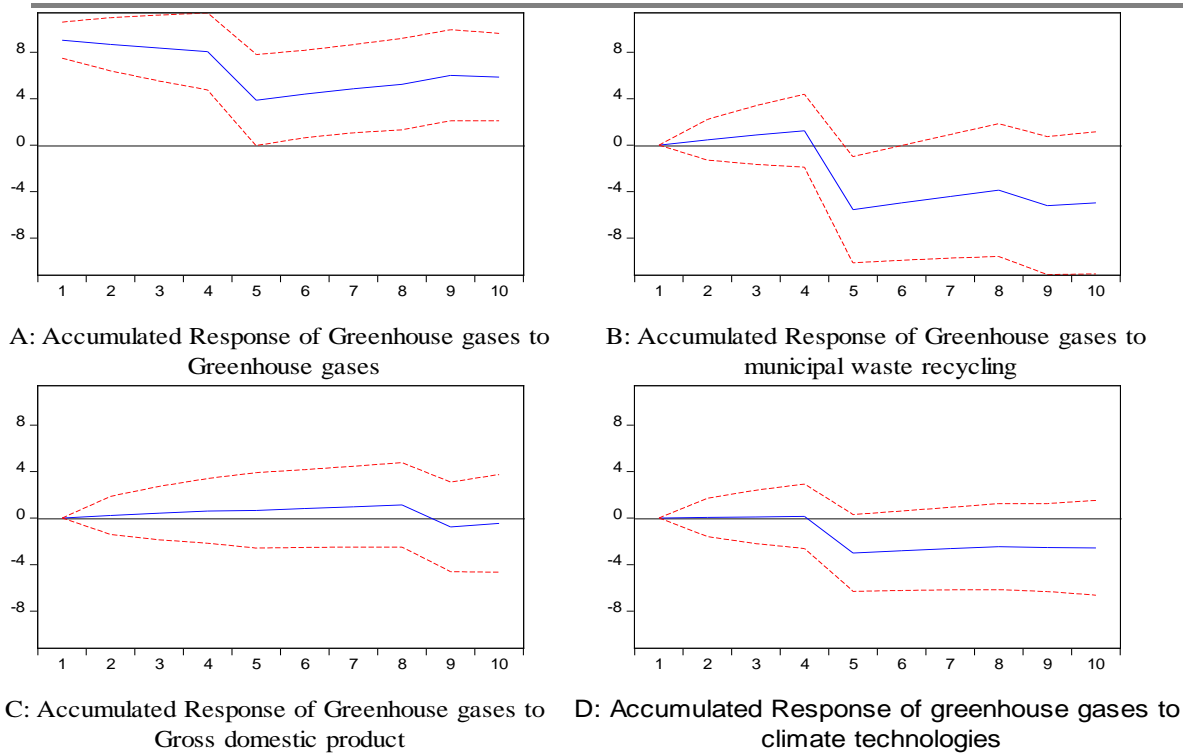 8
4
0
-4
-8
1 2 3 4 5 6 7 8 9 10
A: Accumulated Response of Greenhouse gases to
Greenhouse gases
8
4
0
-4
-8
1 2 3 4 5 6 7 8 9 10
B: Accumulated Response of Greenhouse gases to
municipal waste recycling
8
4
0
-4
-8
1 2 3 4 5 6 7 8 9 10
C: Accumulated Response of Greenhouse gases to
Gross domestic product
8
4
0
-4
-8
1 2 3 4 5 6 7 8 9 10
D: Accumulated Response of greenhouse gases to
climate technologies